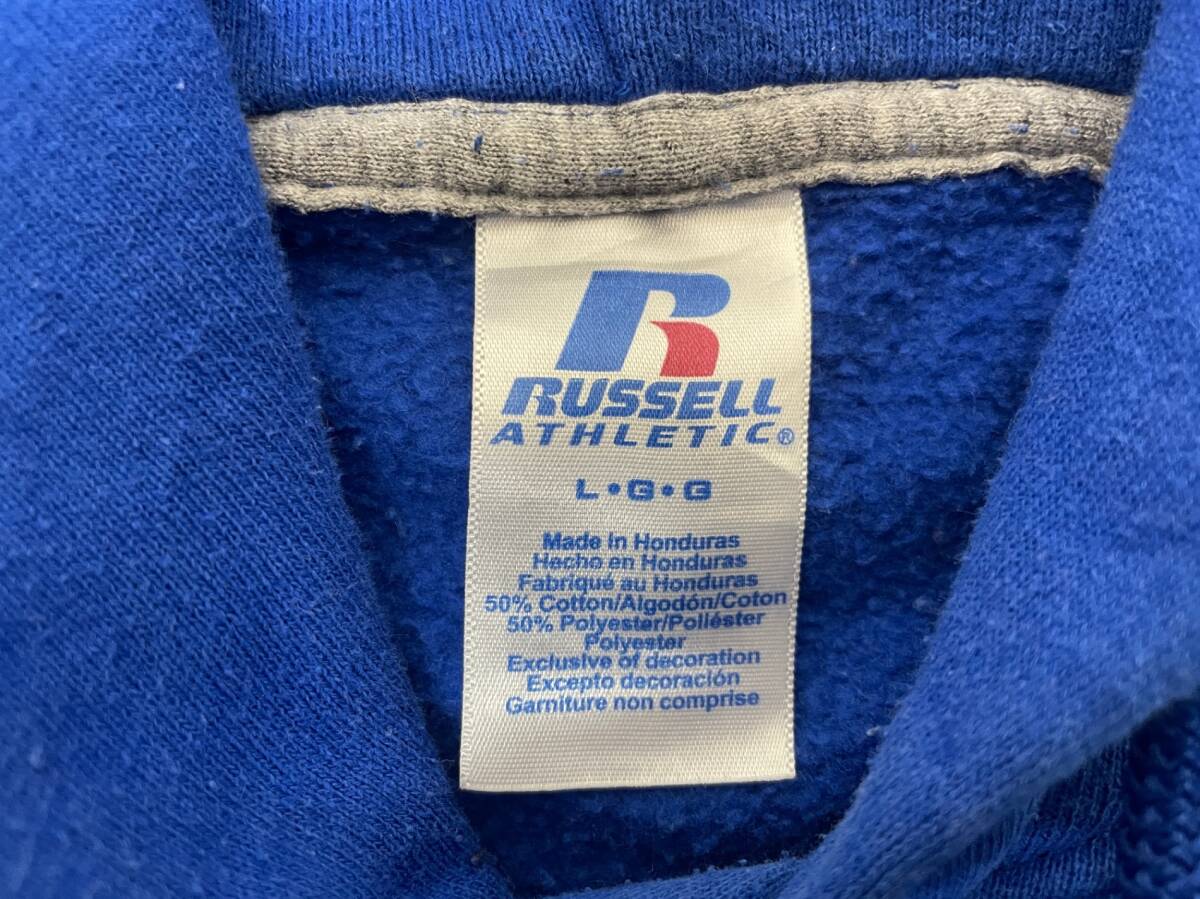 R
RUSSELL
ATHLETIC®
L•G•G
Made in Honduras
Hecho en Honduras
Fabriqué au Honduras
50% Cotton/Algodón/Coton
50% Polyester/Poliéster
Polyester
Exclusive of decoration
Excepto decoración
Garniture non comprise